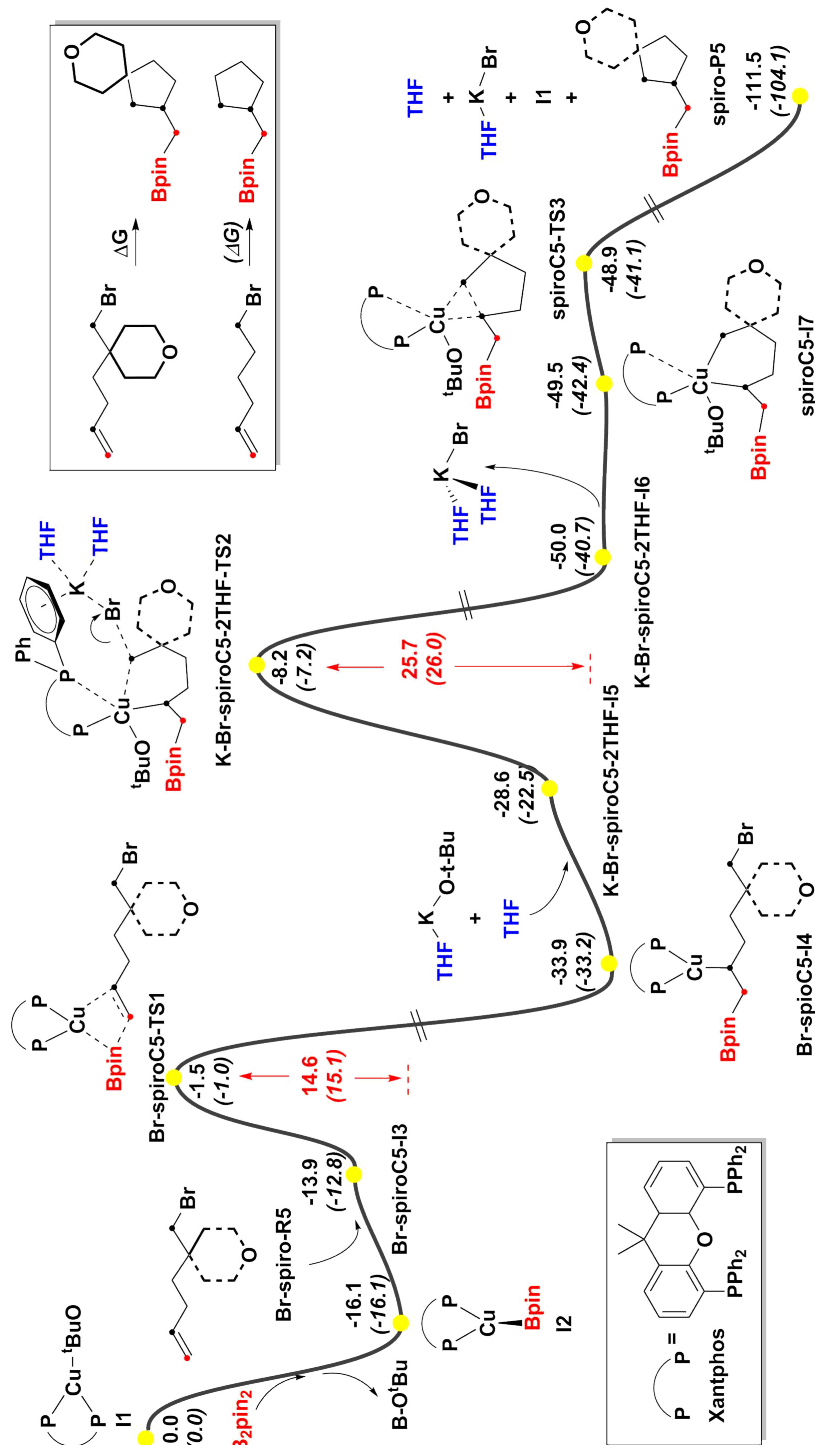 P
P
Cu
tBuO
I1
0.0
(0.0)
B2pin2
B-OtBu
P
P
Cu
Bpin
I2
-16.1
(-16.1)
Br
O
Br-spiro-R5
-13.9
(-12.8)
Br-spiroC5-I3
P
P
Cu
Bpin
Br
O
Br-spiroC5-TS1
-1.5
(-1.0)
14.6
(15.1)
-33.9
(-33.2)
P
P
Cu
Bpin
Br
O
Br-spioC5-I4
THF
K
O-t-Bu
+
THF
-28.6
(-22.5)
K-Br-spiroC5-2THF-I5
Ph
P
P
Cu
tBuO
Bpin
Br
K
THF
THF
O
K-Br-spiroC5-2THF-TS2
-8.2
(-7.2)
25.7
(26.0)
-50.0
(-40.7)
K-Br-spiroC5-2THF-I6
THF
THF
K
Br
-49.5
(-42.4)
P
P
Cu
tBuO
Bpin
O
spiroC5-I7
P
P
Cu
tBuO
Bpin
O
spiroC5-TS3
-48.9
(-41.1)
THF
+
THF
K
Br
+
I1
+
Bpin
O
spiro-P5
-111.5
(-104.1)
Br
O
ΔG
Bpin
O
Br
(ΔG)
Bpin
P
P
=
Xantphos
O
PPh2
PPh2